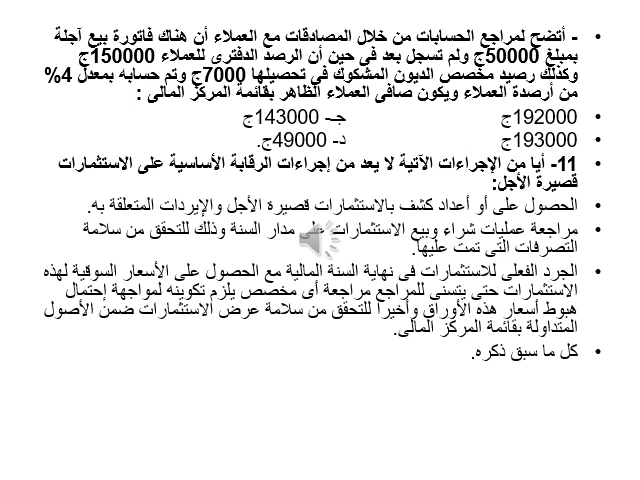 • - أتضح لمراجع الحسابات من خلال المصادقات مع العملاء أن هناك فاتورة بيع آجلة
بمبلغ 50000ج ولم تسجل بعد فى حين أن الرصد الدفترى للعملاء 150000ج
وكذلك رصيد مخصص الديون المشكوك فى تحصيلها 7000ج وتم حسابه بمعدل 4%
من أرصدة العملاء ويكون صافى العملاء الظاهر بقائمة المركز المالى :
• 192000ج جـ- 143000ج
• 193000ج د- 49000ج.
• 11- أيا من الإجراءات الآتية لا يعد من إجراءات الرقابة الأساسية على الاستثمارات
قصيرة الأجل:
• الحصول على أو أعداد كشف بالاستثمارات قصيرة الأجل والإيردات المتعلقة به.
• مراجعة عمليات شراء وبيع الاستثمارات على مدار السنة وذلك للتحقق من سلامة
التصرفات التى تمت عليها.
• الجرد الفعلى للاستثمارات فى نهاية السنة المالية مع الحصول على الأسعار السوقية لهذه
الاستثمارات حتى يتسنى للمراجع مراجعة أى مخصص يلزم تكوينه لمواجهة إحتمال
هبوط أسعار هذه الأوراق وأخيرا للتحقق من سلامة عرض الاستثمارات ضمن الأصول
المتداولة بقائمة المركز المالى.
• كل ما سبق ذكره.